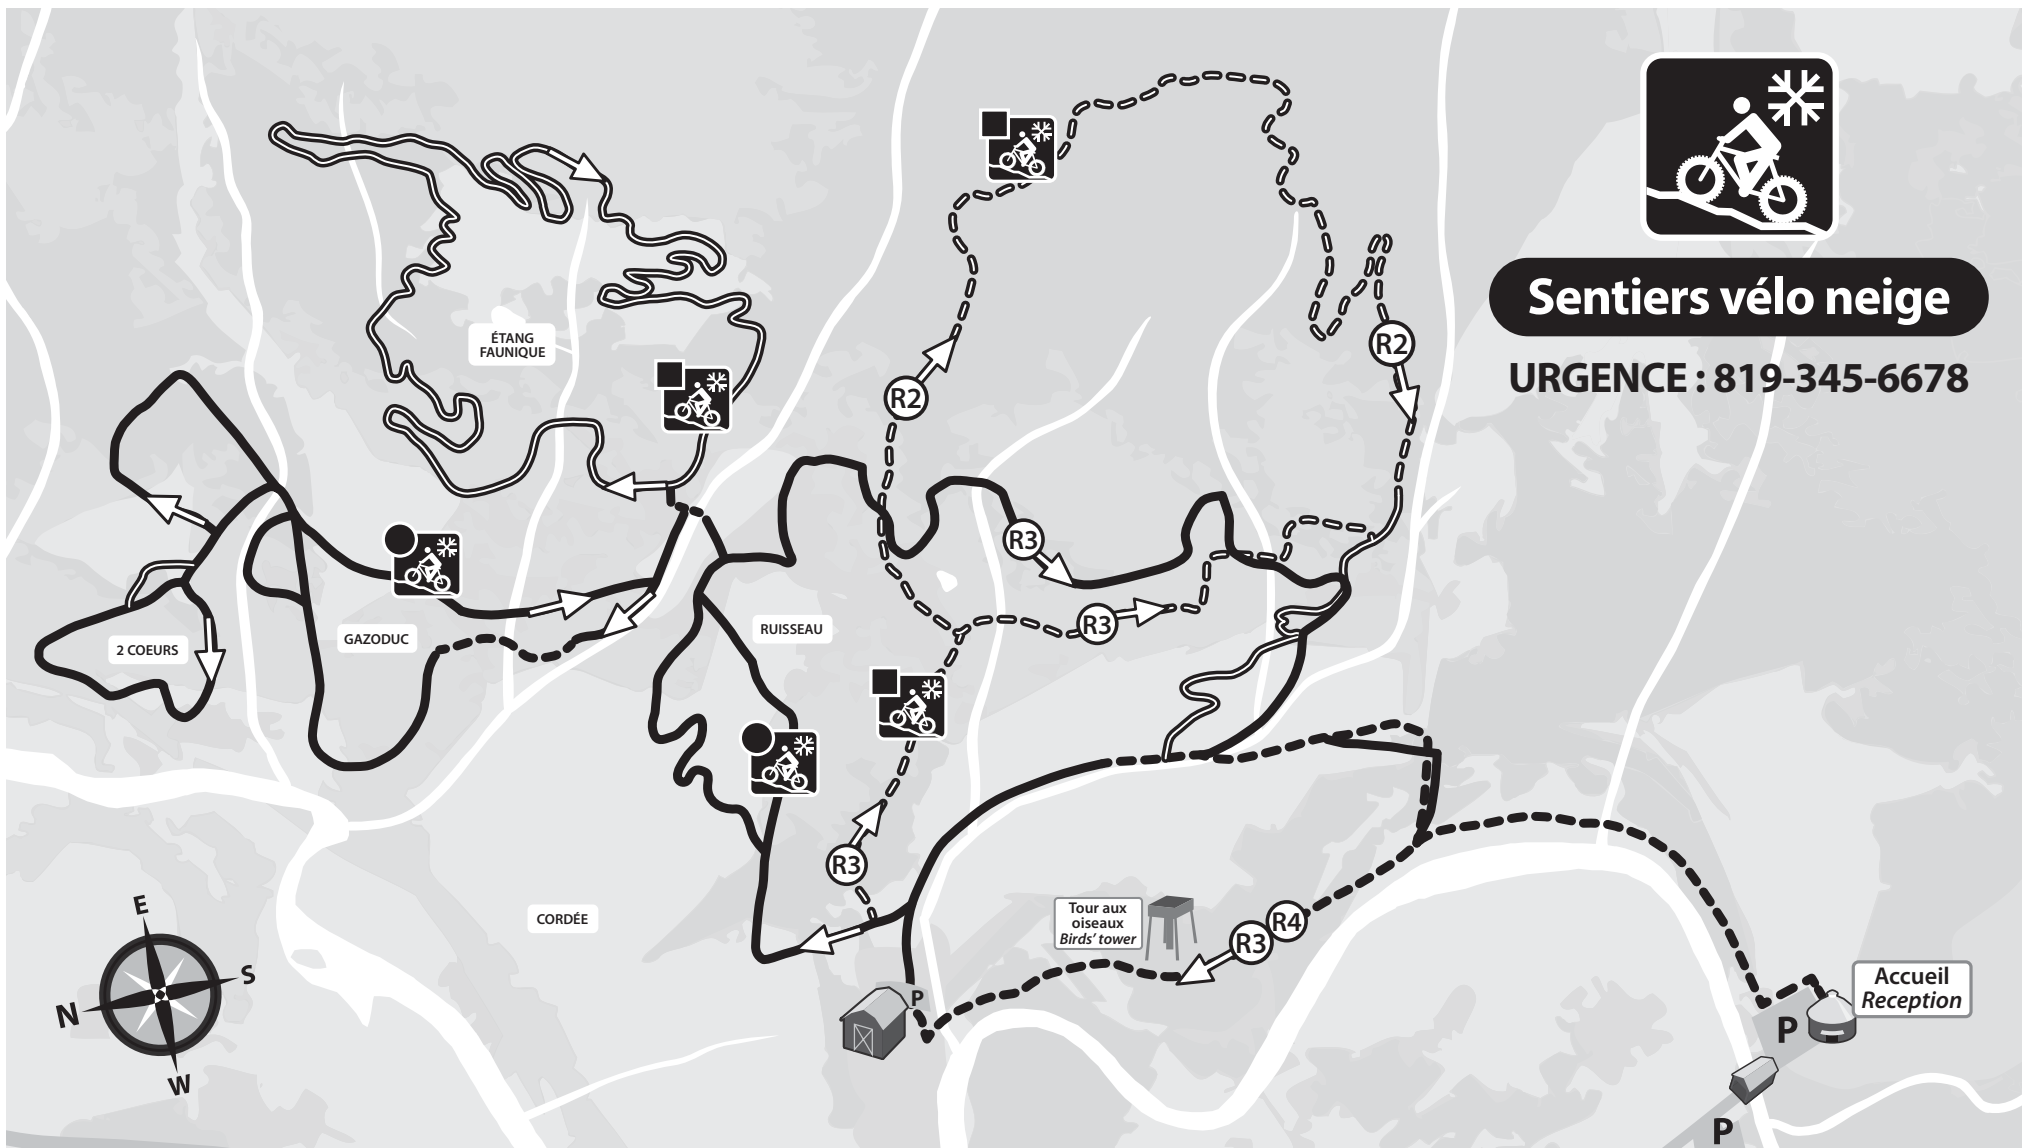 Sentiers vélo neige
URGENCE : 819-345-6678
ÉTANG
FAUNIQUE
R2
R2
R3
R3
2 COEURS
GAZODUC
RUISSEAU
R3
CORDÉE
Tour aux
oiseaux
Birds' tower
R4
R3
E
S
N
W
P
Accueil
Reception
P
P